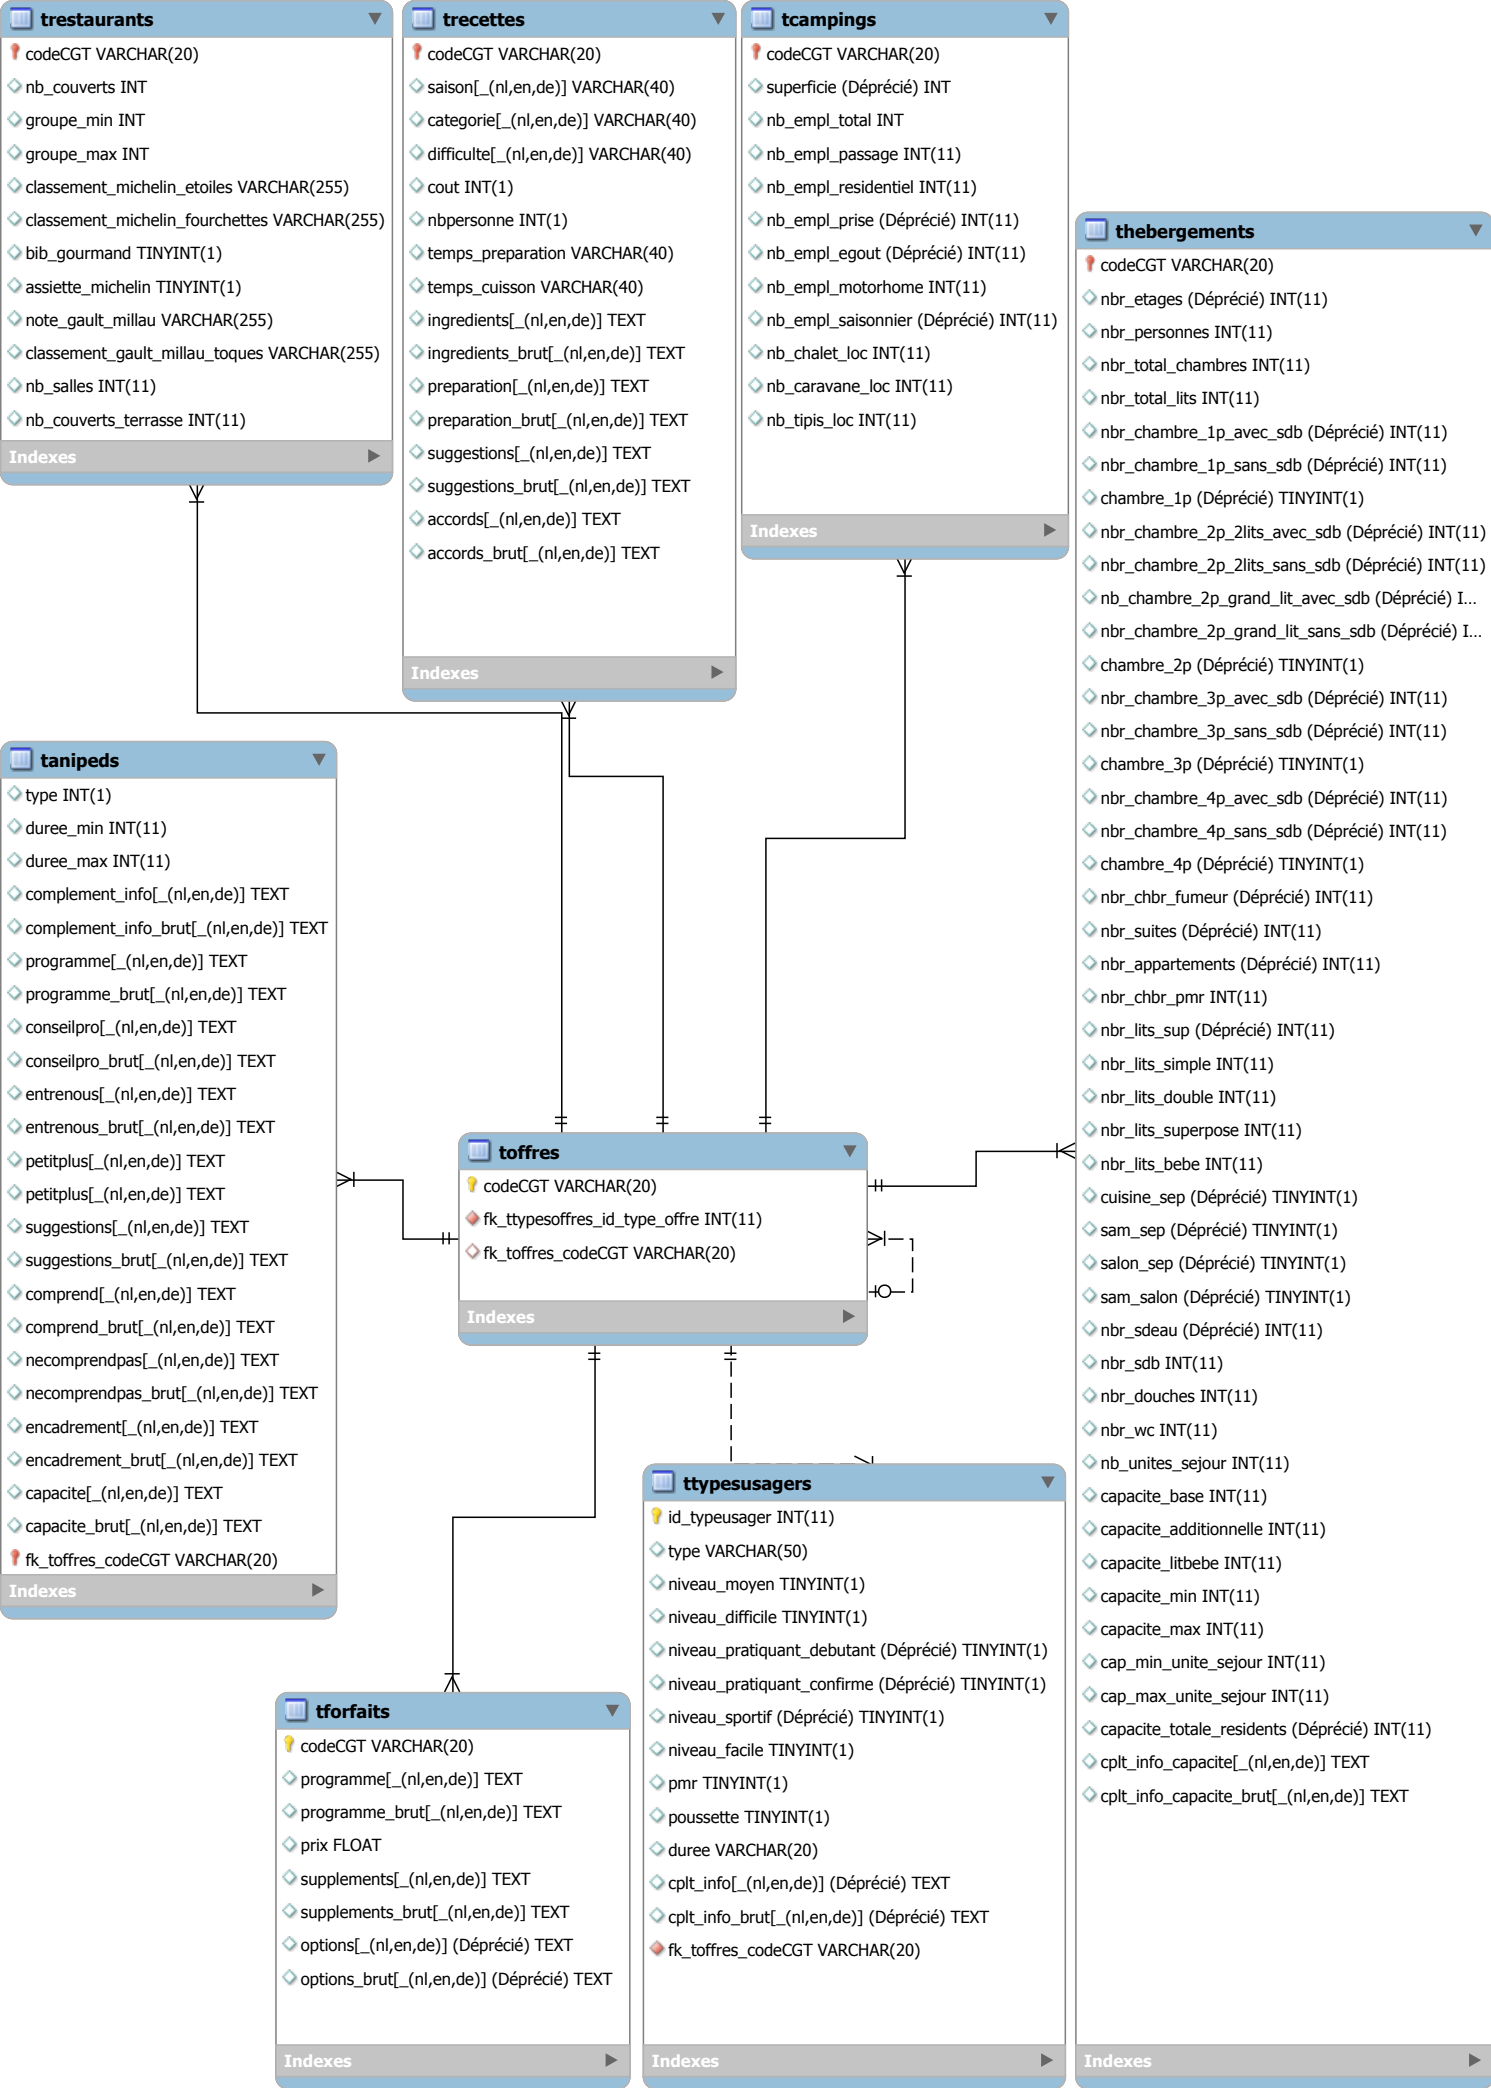 trestaurants
codeCGT VARCHAR(20)
nb_couverts INT
groupe_min INT
groupe_max INT
classement_michelin_etoiles VARCHAR(255)
classement_michelin_fourchettes VARCHAR(255)
bib_gourmand TINYINT(1)
assiette_michelin TINYINT(1)
note_gault_millau VARCHAR(255)
classement_gault_millau_toques VARCHAR(255)
nb_salles INT(11)
nb_couverts_terrasse INT(11)
Indexes
trecettes
codeCGT VARCHAR(20)
saison[_(nl,en,de)] VARCHAR(40)
categorie[_(nl,en,de)] VARCHAR(40)
difficulte[_(nl,en,de)] VARCHAR(40)
cout INT(1)
nbpersonne INT(1)
temps_preparation VARCHAR(40)
temps_cuisson VARCHAR(40)
ingredients[_(nl,en,de)] TEXT
ingredients_brut[_(nl,en,de)] TEXT
preparation[_(nl,en,de)] TEXT
preparation_brut[_(nl,en,de)] TEXT
suggestions[_(nl,en,de)] TEXT
suggestions_brut[_(nl,en,de)] TEXT
accords[_(nl,en,de)] TEXT
accords_brut[_(nl,en,de)] TEXT
Indexes
tcampings
codeCGT VARCHAR(20)
superficie (Déprécié) INT
nb_empl_total INT
nb_empl_passage INT(11)
nb_empl_residentiel INT(11)
nb_empl_prise (Déprécié) INT(11)
nb_empl_egout (Déprécié) INT(11)
nb_empl_motorhome INT(11)
nb_empl_saisonnier (Déprécié) INT(11)
nb_chalet_loc INT(11)
nb_caravane_loc INT(11)
nb_tipis_loc INT(11)
Indexes
thebergements
codeCGT VARCHAR(20)
nbr_etages (Déprécié) INT(11)
nbr_personnes INT(11)
nbr_total_chambres INT(11)
nbr_total_lits INT(11)
nbr_chambre_1p_avec_sdb (Déprécié) INT(11)
nbr_chambre_1p_sans_sdb (Déprécié) INT(11)
chambre_1p (Déprécié) TINYINT(1)
nbr_chambre_2p_2lits_avec_sdb (Déprécié) INT(11)
nbr_chambre_2p_2lits_sans_sdb (Déprécié) INT(11)
nb_chambre_2p_grand_lit_avec_sdb (Déprécié) I...
nbr_chambre_2p_grand_lit_sans_sdb (Déprécié) I...
chambre_2p (Déprécié) TINYINT(1)
nbr_chambre_3p_avec_sdb (Déprécié) INT(11)
nbr_chambre_3p_sans_sdb (Déprécié) INT(11)
chambre_3p (Déprécié) TINYINT(1)
nbr_chambre_4p_avec_sdb (Déprécié) INT(11)
nbr_chambre_4p_sans_sdb (Déprécié) INT(11)
chambre_4p (Déprécié) TINYINT(1)
nbr_chbr_fumeur (Déprécié) INT(11)
nbr_suites (Déprécié) INT(11)
nbr_appartements (Déprécié) INT(11)
nbr_chbr_pmr INT(11)
nbr_lits_sup (Déprécié) INT(11)
nbr_lits_simple INT(11)
nbr_lits_double INT(11)
nbr_lits_superpose INT(11)
nbr_lits_bebe INT(11)
cuisine_sep (Déprécié) TINYINT(1)
sam_sep (Déprécié) TINYINT(1)
salon_sep (Déprécié) TINYINT(1)
sam_salon (Déprécié) TINYINT(1)
nbr_sdeau (Déprécié) INT(11)
nbr_sdb INT(11)
nbr_douches INT(11)
nbr_wc INT(11)
nb_unites_sejour INT(11)
capacite_base INT(11)
capacite_additionnelle INT(11)
capacite_litbebe INT(11)
capacite_min INT(11)
capacite_max INT(11)
cap_min_unite_sejour INT(11)
cap_max_unite_sejour INT(11)
capacite_totale_residents (Déprécié) INT(11)
cplt_info_capacite[_(nl,en,de)] TEXT
cplt_info_capacite_brut[_(nl,en,de)] TEXT
Indexes
tanipeds
type INT(1)
duree_min INT(11)
duree_max INT(11)
complement_info[_(nl,en,de)] TEXT
complement_info_brut[_(nl,en,de)] TEXT
programme[_(nl,en,de)] TEXT
programme_brut[_(nl,en,de)] TEXT
conseilpro[_(nl,en,de)] TEXT
conseilpro_brut[_(nl,en,de)] TEXT
entrenous[_(nl,en,de)] TEXT
entrenous_brut[_(nl,en,de)] TEXT
petitplus[_(nl,en,de)] TEXT
petitplus[_(nl,en,de)] TEXT
suggestions[_(nl,en,de)] TEXT
suggestions_brut[_(nl,en,de)] TEXT
comprend[_(nl,en,de)] TEXT
comprend_brut[_(nl,en,de)] TEXT
necomprendpas[_(nl,en,de)] TEXT
necomprendpas_brut[_(nl,en,de)] TEXT
encadrement[_(nl,en,de)] TEXT
encadrement_brut[_(nl,en,de)] TEXT
capacite[_(nl,en,de)] TEXT
capacite_brut[_(nl,en,de)] TEXT
fk_toffres_codeCGT VARCHAR(20)
Indexes
toffres
codeCGT VARCHAR(20)
fk_ttypesoffres_id_type_offre INT(11)
fk_toffres_codeCGT VARCHAR(20)
Indexes
ttypesusagers
id_typeusager INT(11)
type VARCHAR(50)
niveau_moyen TINYINT(1)
niveau_difficile TINYINT(1)
niveau_pratiquant_debutant (Déprécié) TINYINT(1)
niveau_pratiquant_confirme (Déprécié) TINYINT(1)
niveau_sportif (Déprécié) TINYINT(1)
niveau_facile TINYINT(1)
pmr TINYINT(1)
poussette TINYINT(1)
duree VARCHAR(20)
cplt_info[_(nl,en,de)] (Déprécié) TEXT
cplt_info_brut[_(nl,en,de)] (Déprécié) TEXT
fk_toffres_codeCGT VARCHAR(20)
Indexes
tforfaits
codeCGT VARCHAR(20)
programme[_(nl,en,de)] TEXT
programme_brut[_(nl,en,de)] TEXT
prix FLOAT
supplements[_(nl,en,de)] TEXT
supplements_brut[_(nl,en,de)] TEXT
options[_(nl,en,de)] (Déprécié) TEXT
options_brut[_(nl,en,de)] (Déprécié) TEXT
Indexes